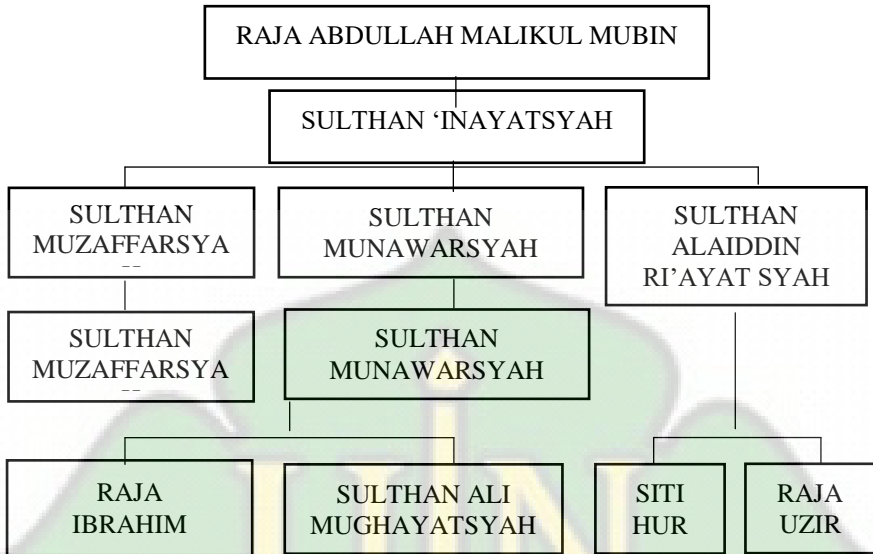 RAJA ABDULLAH MALIKUL MUBIN
SULTHAN ‘INAYATSYAH
SULTHAN
MUZAFFARSYA
SULTHAN
MUNAWARSYAH
SULTHAN
ALAIDDIN
RI’AYAT SYAH
SULTHAN
MUZAFFARSYA
SULTHAN
MUNAWARSYAH
RAJA
IBRAHIM
SULTHAN ALI
MUGHAYATSYAH
SITI
HUR
RAJA
UZIR
UIN